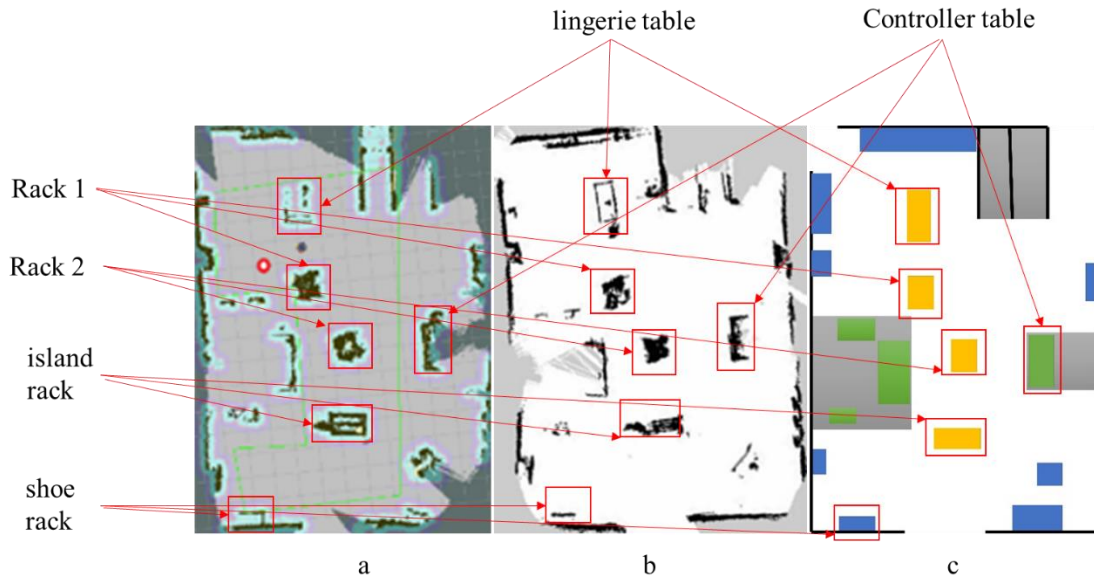 lingerie table
Controller table
Rack 1
Rack 2
island
rack
shoe
rack
a
b
c